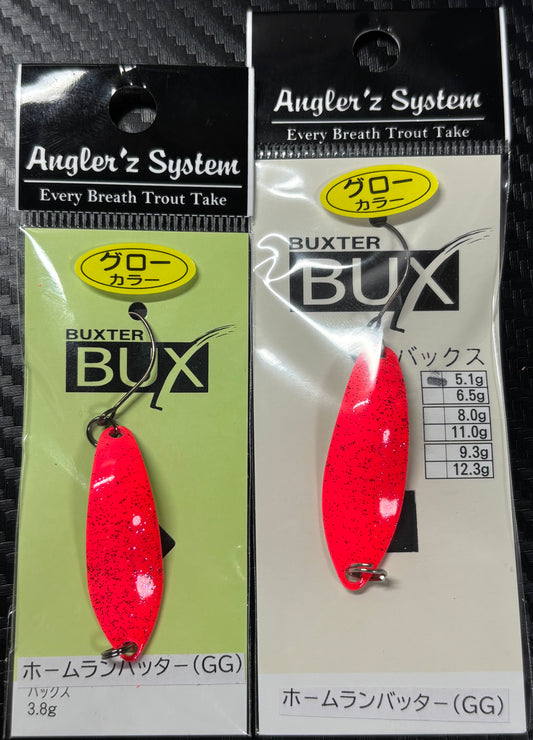 Angler'z System
Every Breath Trout Take
グロー
カラー
BUXTER
BUX
ホームランバッター(GG)
バックス
3.8g
Angler'z System
Every Breath Trout Take
グロー
カラー
BUXTER
BUX
バックス
5.1g
6.5g
8.0g
11.0g
9.3g
12.3g
ホームランバッター(GG)